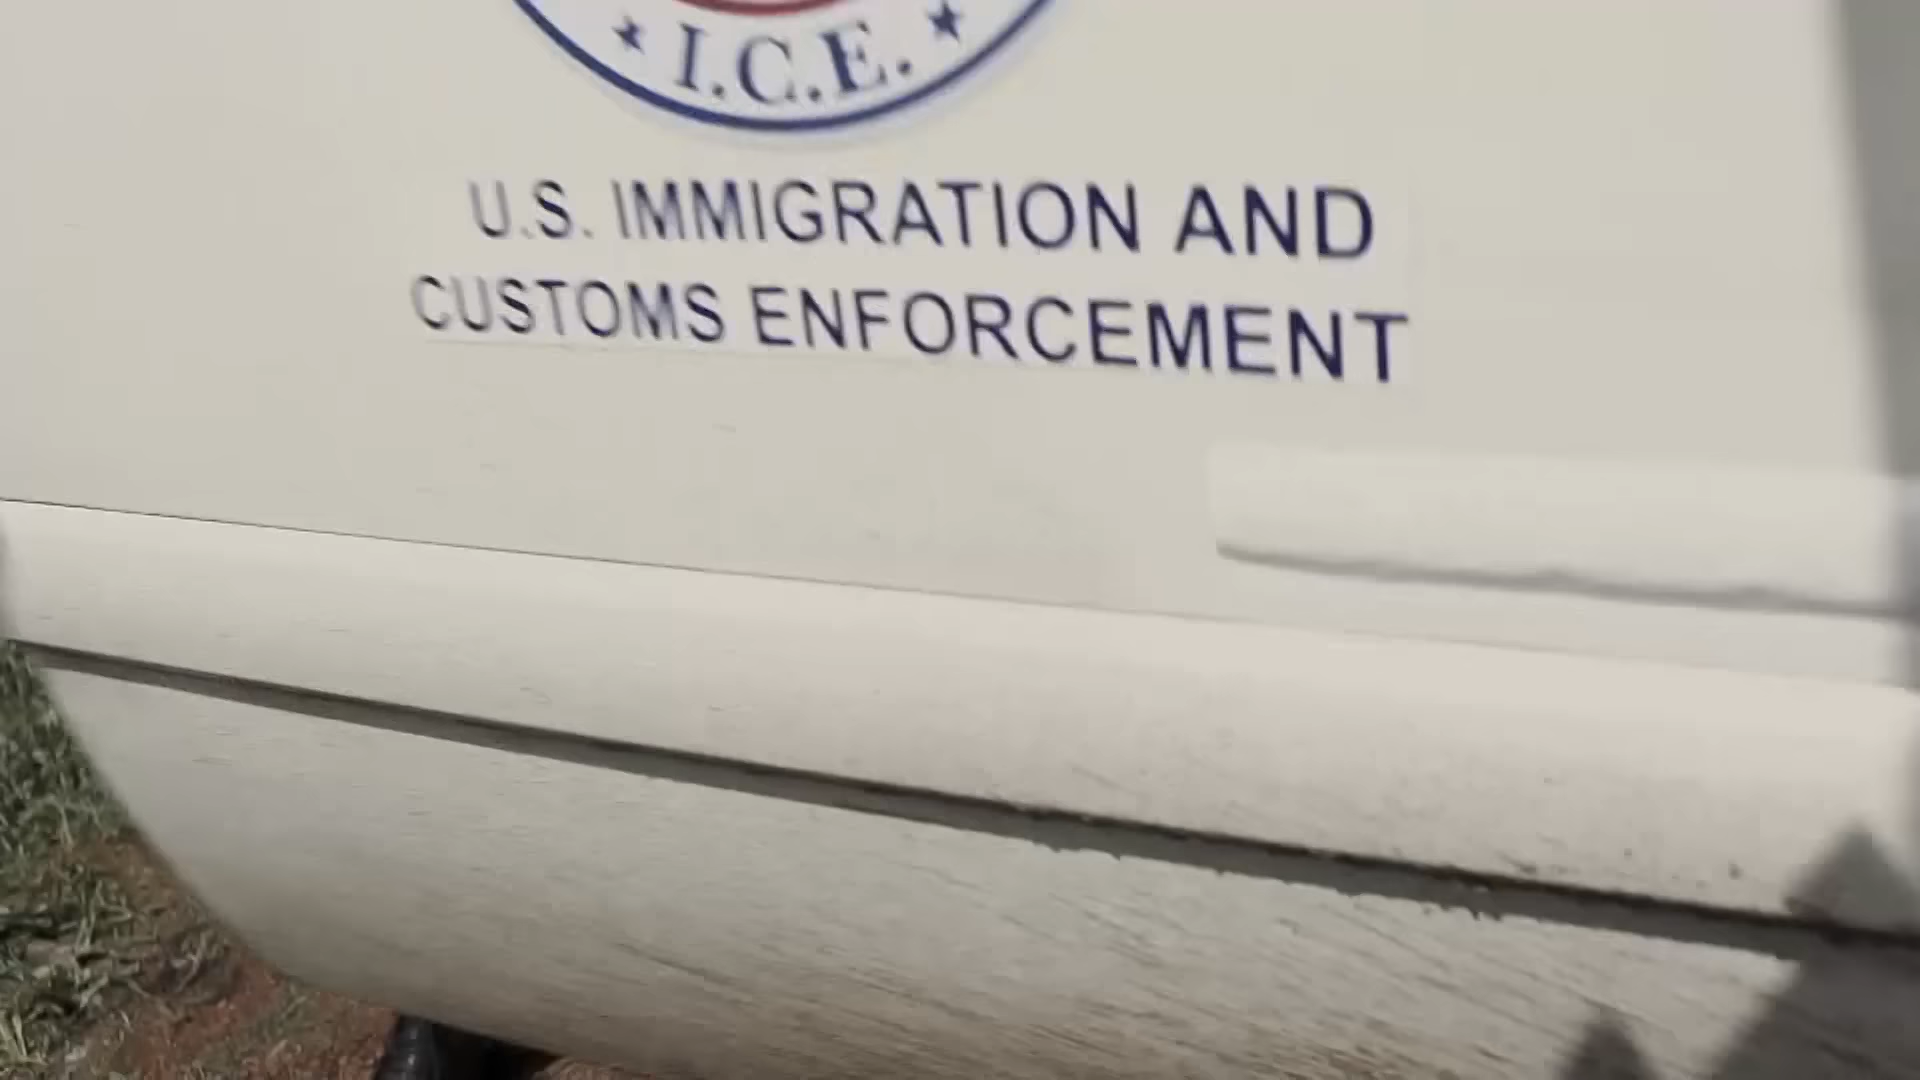 I.C.E.
U.S. IMMIGRATION AND
CUSTOMS ENFORCEMENT